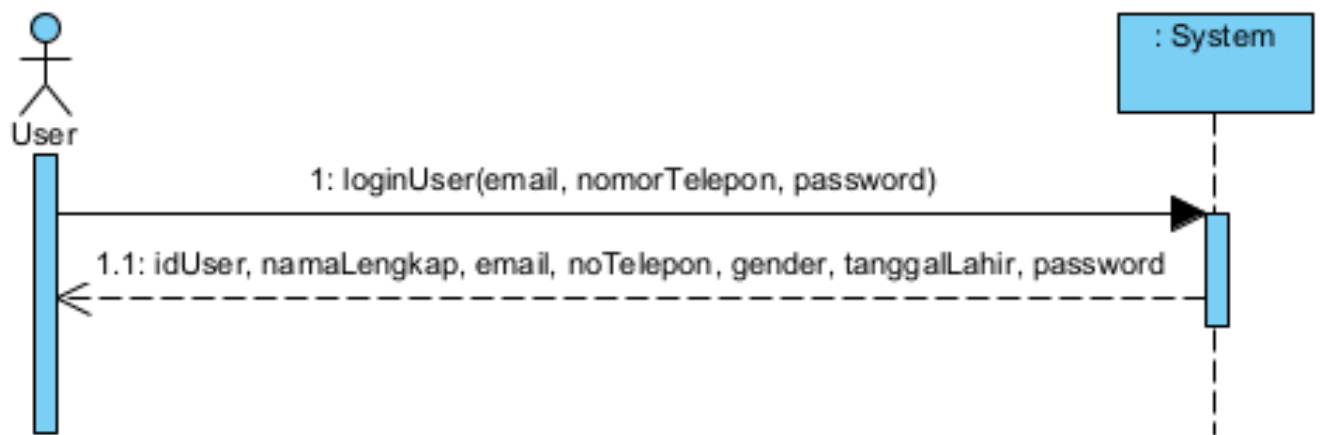 : System
User
1: loginUser(email, nomorTelepon, password)
1.1: idUser, namaLengkap, email, noTelepon, gender, tanggalLahir, password